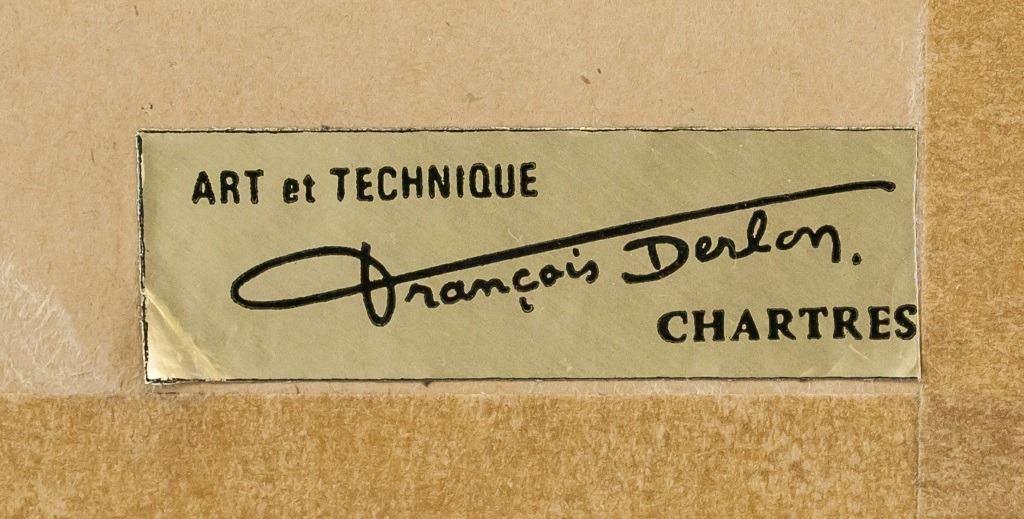 ART et TECHNIQUE
François Derlon.
CHARTRES